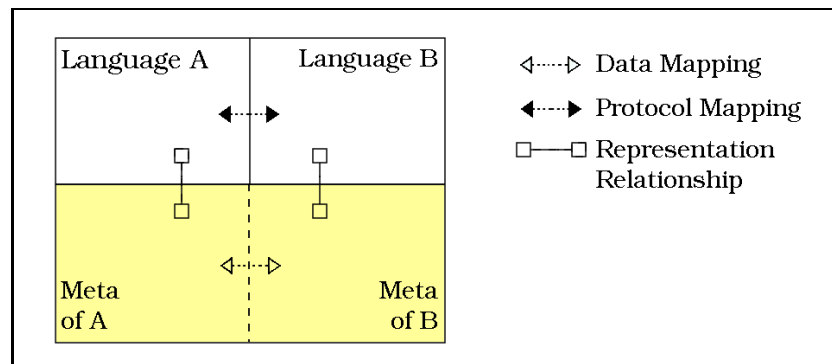 Language A
Language B
Data Mapping
Protocol Mapping
Representation
Relationship
Meta
of A
Meta
of B